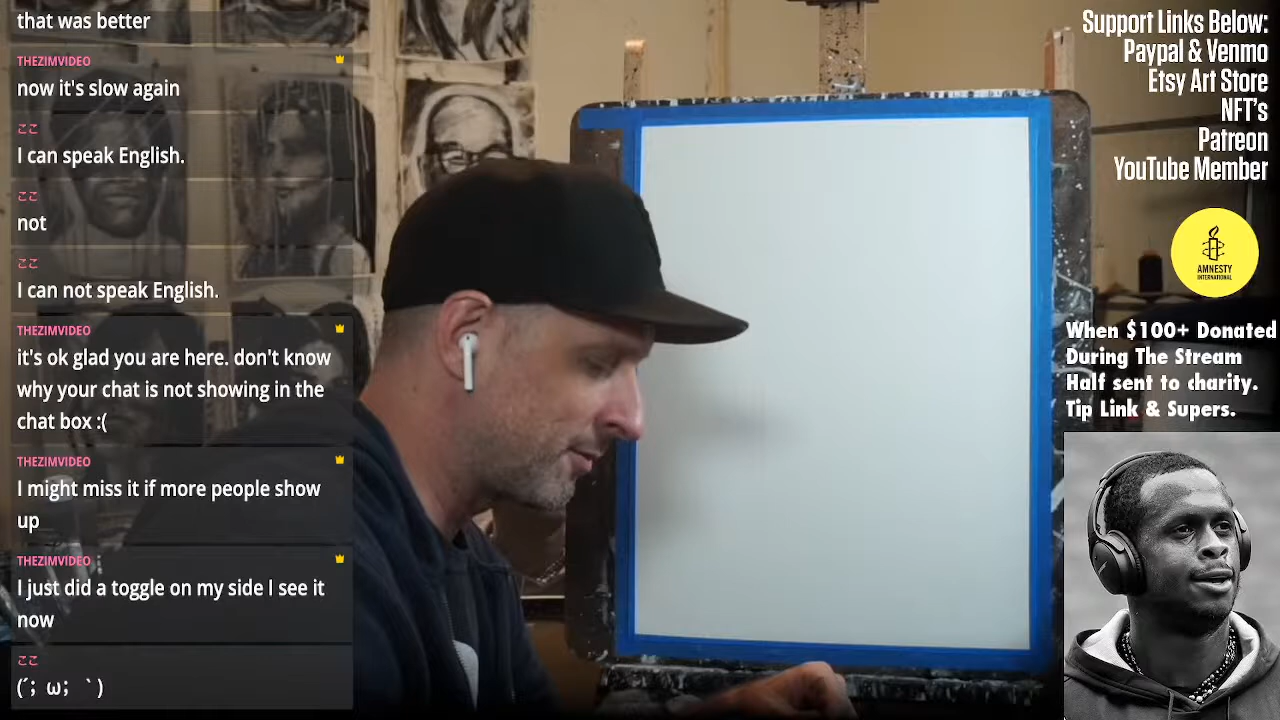 that was better
THEZIMVIDEO
now it's slow again
ここ
I can speak English.
ここ
not
ここ
I can not speak English.
THEZIMVIDEO
it's ok glad you are here. don't know
why your chat is not showing in the
chat box :(
THEZIMVIDEO
I might miss it if more people show
up
THEZIMVIDEO
I just did a toggle on my side I see it
now
ここ
(´; ω; ｀)
Support Links Below:
Paypal & Venmo
Etsy Art Store
NFT's
Patreon
YouTube Member
AMNESTY
INTERNATIONAL
When $100+ Donated
During The Stream
Half sent to charity.
Tip Link & Supers.